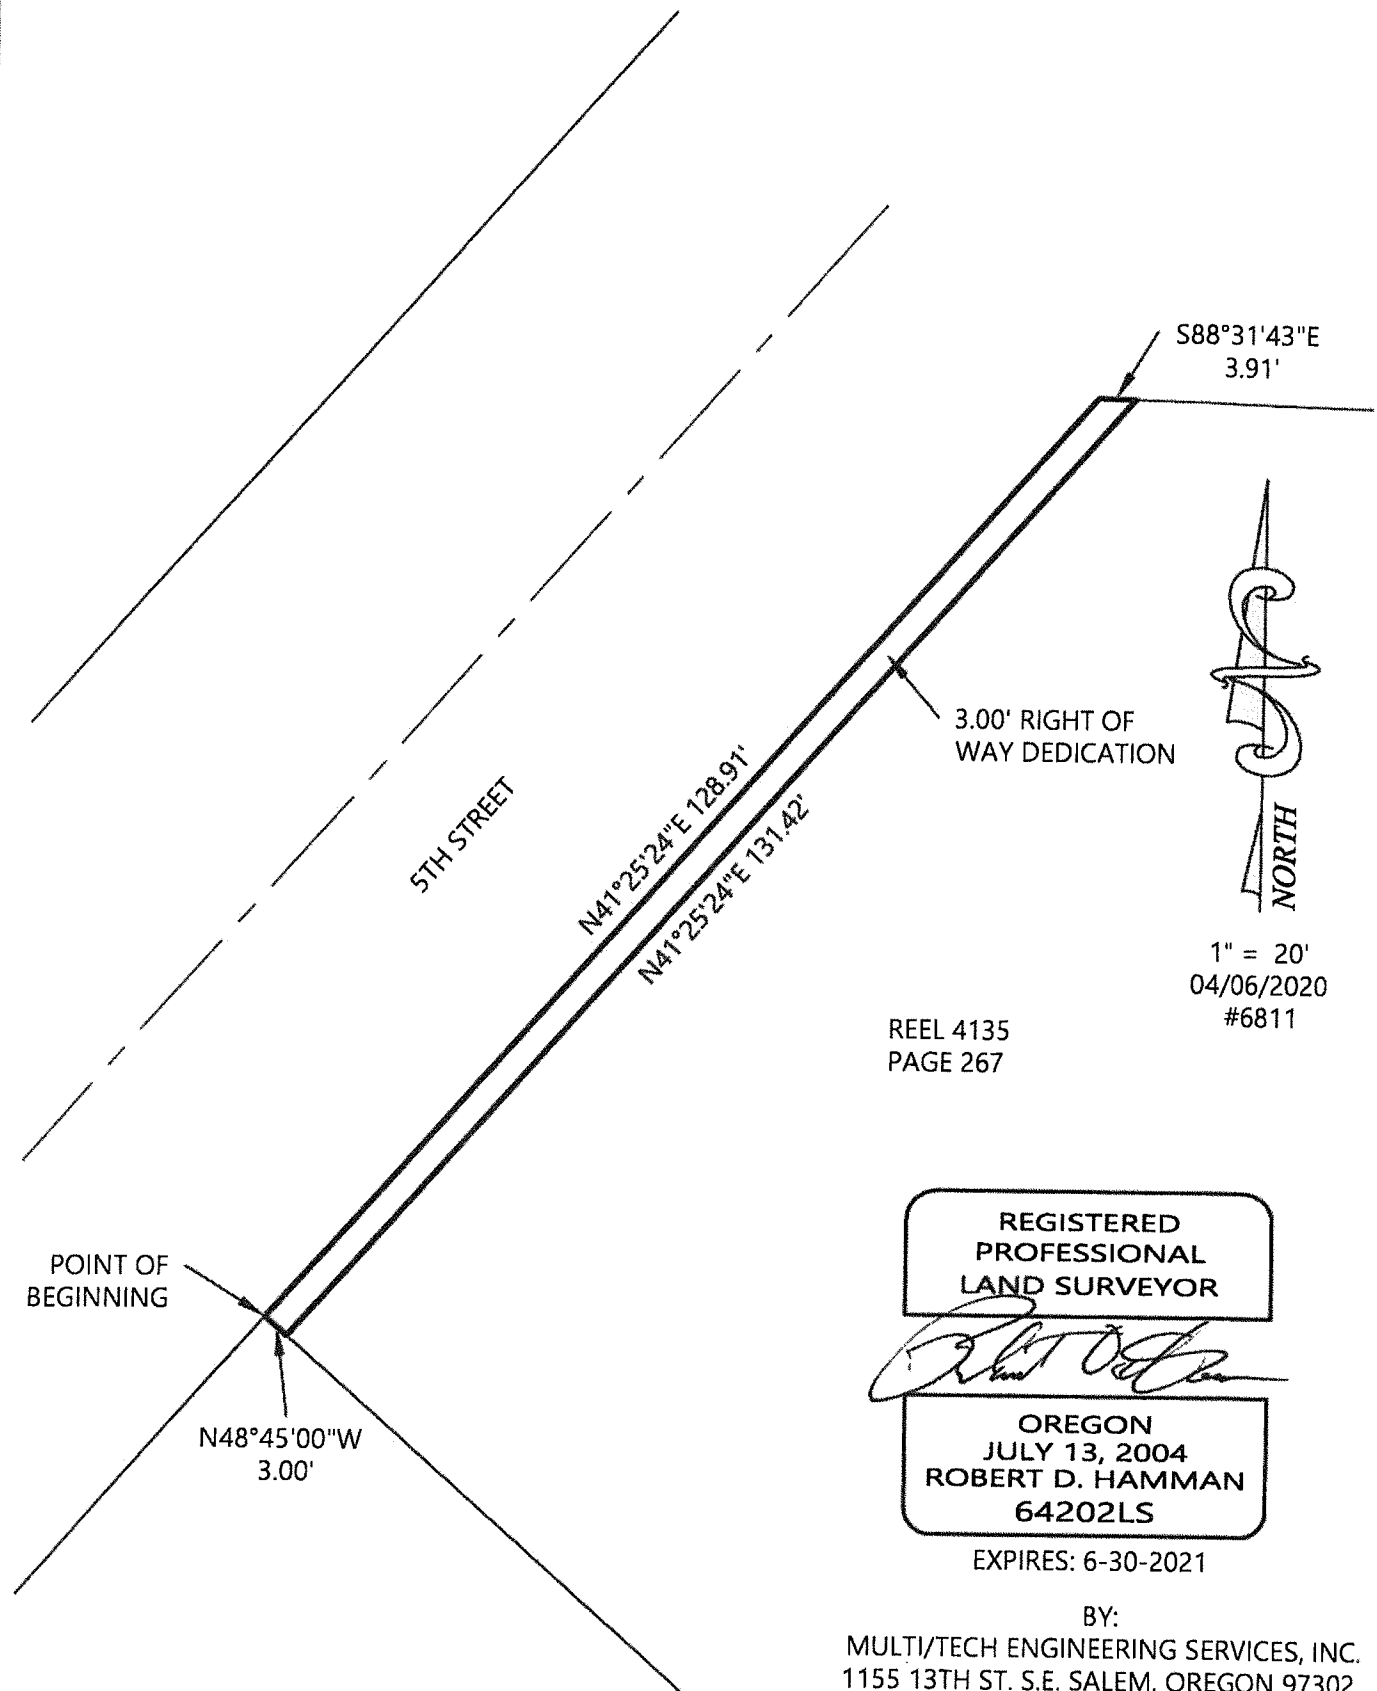 S88°31'43"E
3.91'
3.00' RIGHT OF
WAY DEDICATION
N41°25'24"E 128.91'
N41°25'24"E 131.42'
5TH STREET
NORTH
1" = 20'
04/06/2020
#6811
REEL 4135
PAGE 267
POINT OF
BEGINNING
N48°45'00"W
3.00'
REGISTERED
PROFESSIONAL
LAND SURVEYOR
OREGON
JULY 13, 2004
ROBERT D. HAMMAN
64202LS
EXPIRES: 6-30-2021
BY:
MULTI/TECH ENGINEERING SERVICES, INC.
1155 13TH ST. S.E. SALEM, OREGON 97302